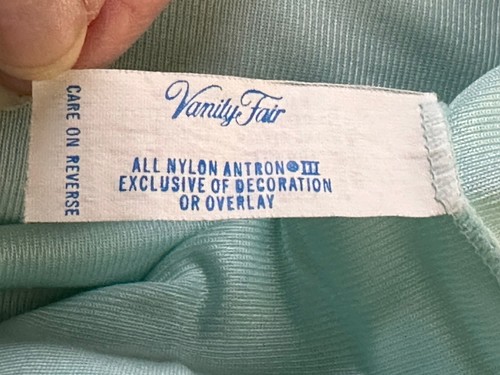 Vanity Fair
ALL NYLON ANTRON® III
EXCLUSIVE OF DECORATION
OR OVERLAY
CARE ON REVERSE